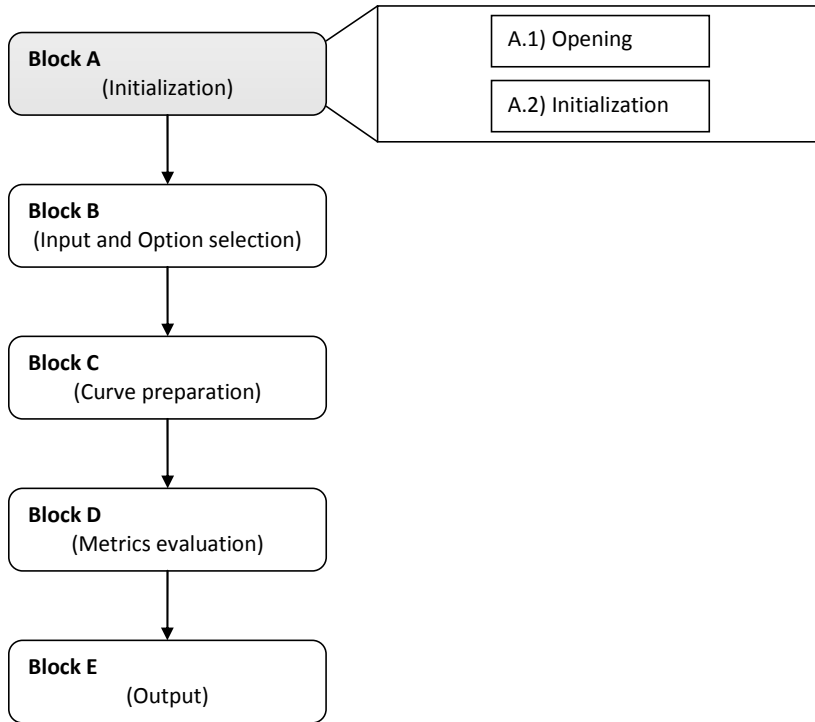 Block A
(Initialization)
A.1) Opening
A.2) Initialization
Block B
(Input and Option selection)
Block C
(Curve preparation)
Block D
(Metrics evaluation)
Block E
(Output)